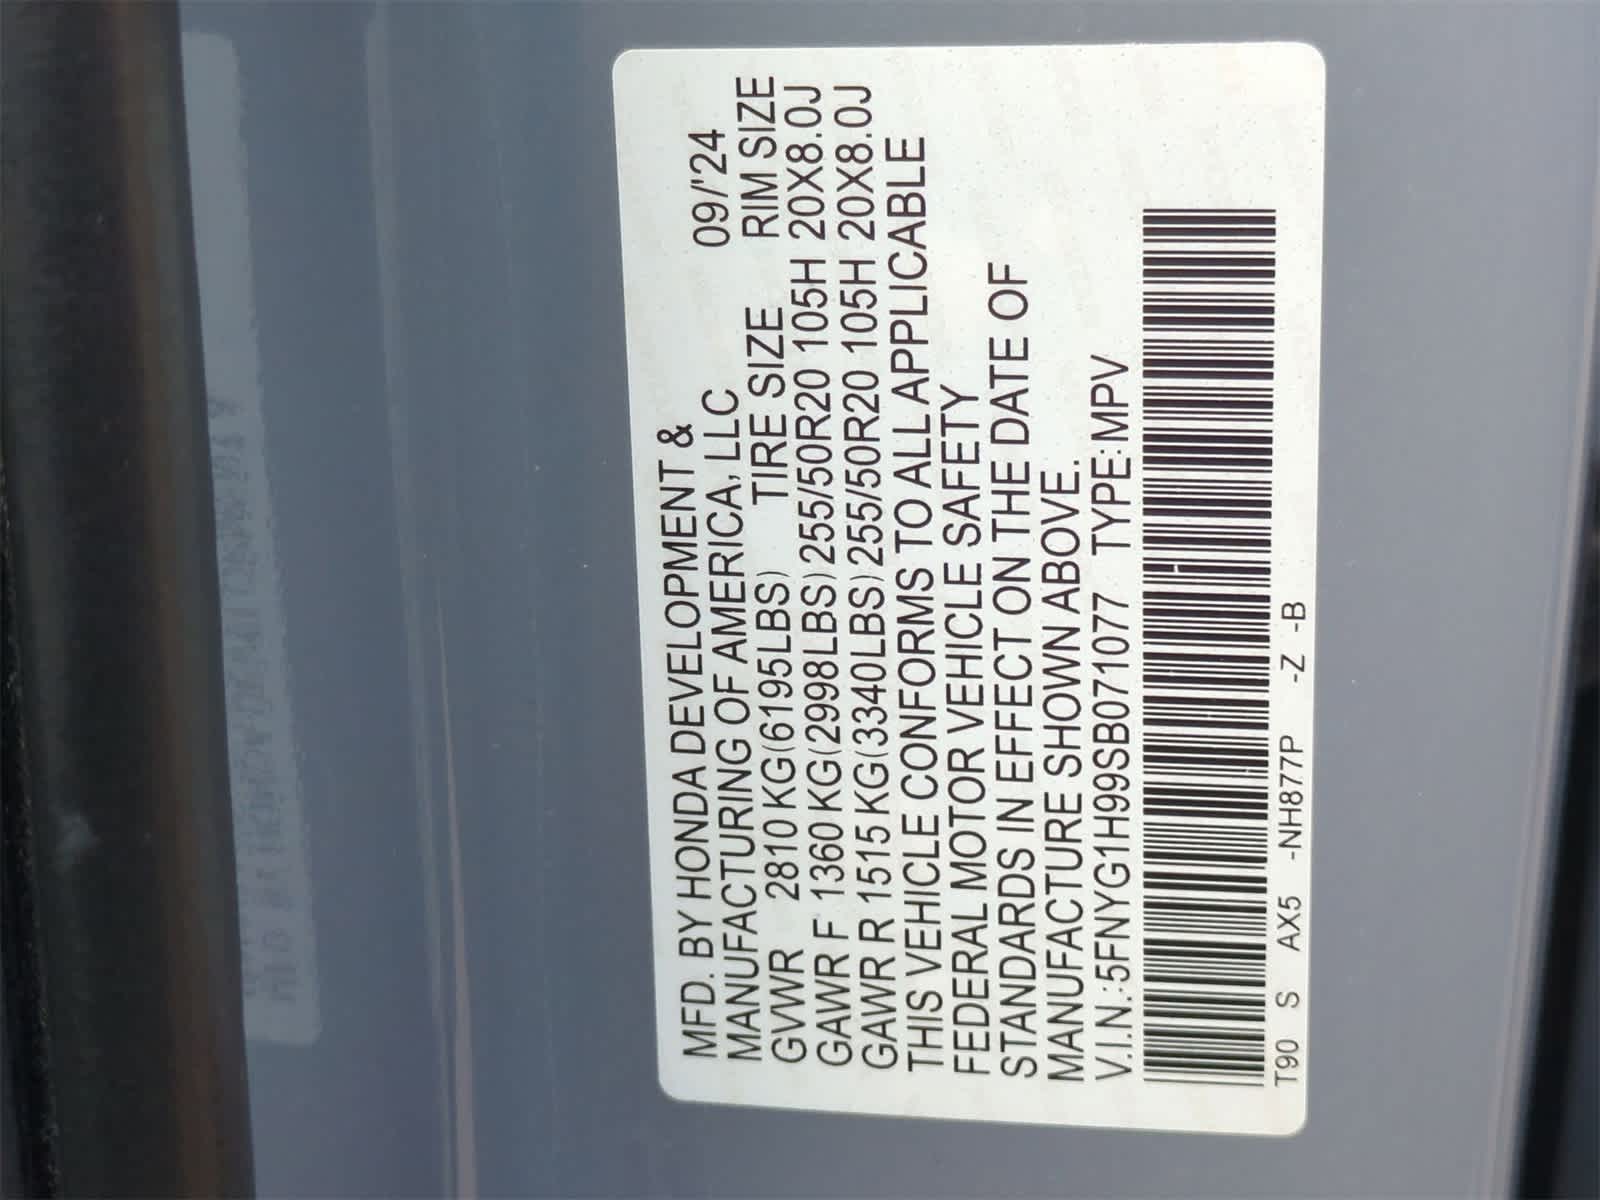 MFD. BY HONDA DEVELOPMENT &
MANUFACTURING OF AMERICA, LLC 09/'24
GVWR 2810 KG(6195LBS) TIRE SIZE RIM SIZE
GAWR F 1360 KG(2998LBS) 255/50R20 105H 20X8.0J
GAWR R 1515 KG(3340LBS) 255/50R20 105H 20X8.0J
THIS VEHICLE CONFORMS TO ALL APPLICABLE
FEDERAL MOTOR VEHICLE SAFETY
STANDARDS IN EFFECT ON THE DATE OF
MANUFACTURE SHOWN ABOVE.
V.I.N.:5FNYG1H99SB071077 TYPE:MPV
T90 S AX5 -NH877P -Z -B